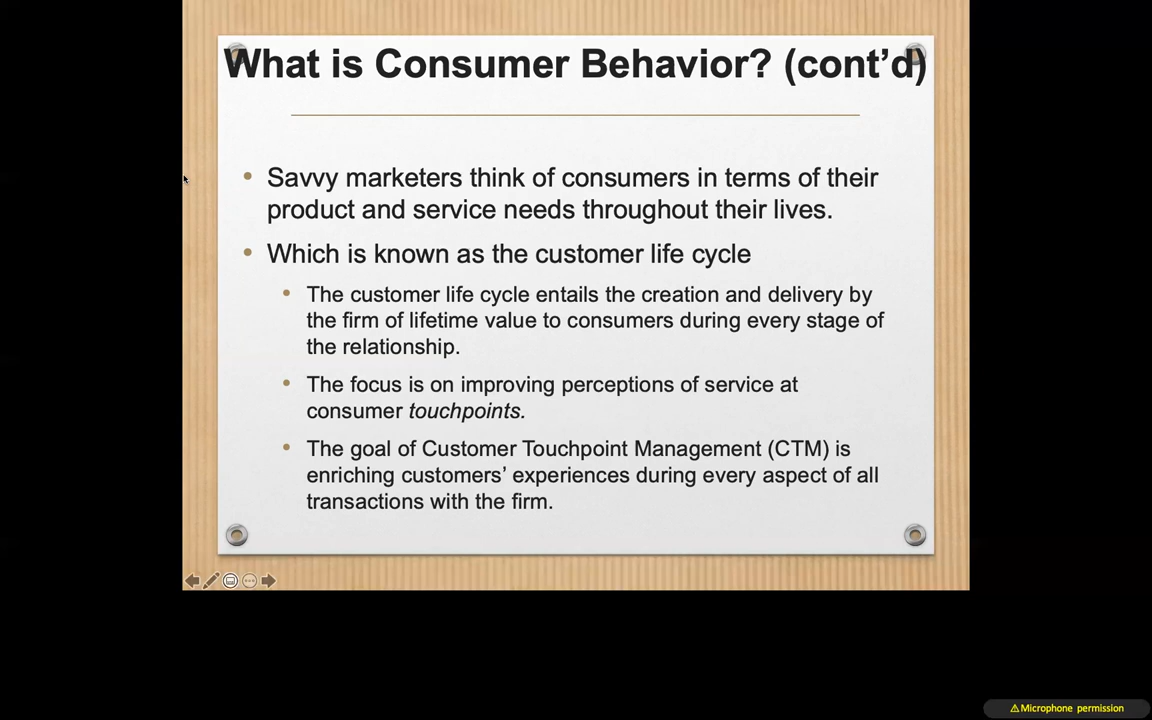 What is Consumer Behavior? (cont’d)
• Savvy marketers think of consumers in terms of their
product and service needs throughout their lives.
• Which is known as the customer life cycle
• The customer life cycle entails the creation and delivery by
the firm of lifetime value to consumers during every stage of
the relationship.
• The focus is on improving perceptions of service at
consumer touchpoints.
• The goal of Customer Touchpoint Management (CTM) is
enriching customers’ experiences during every aspect of all
transactions with the firm.
⚠Microphone permission